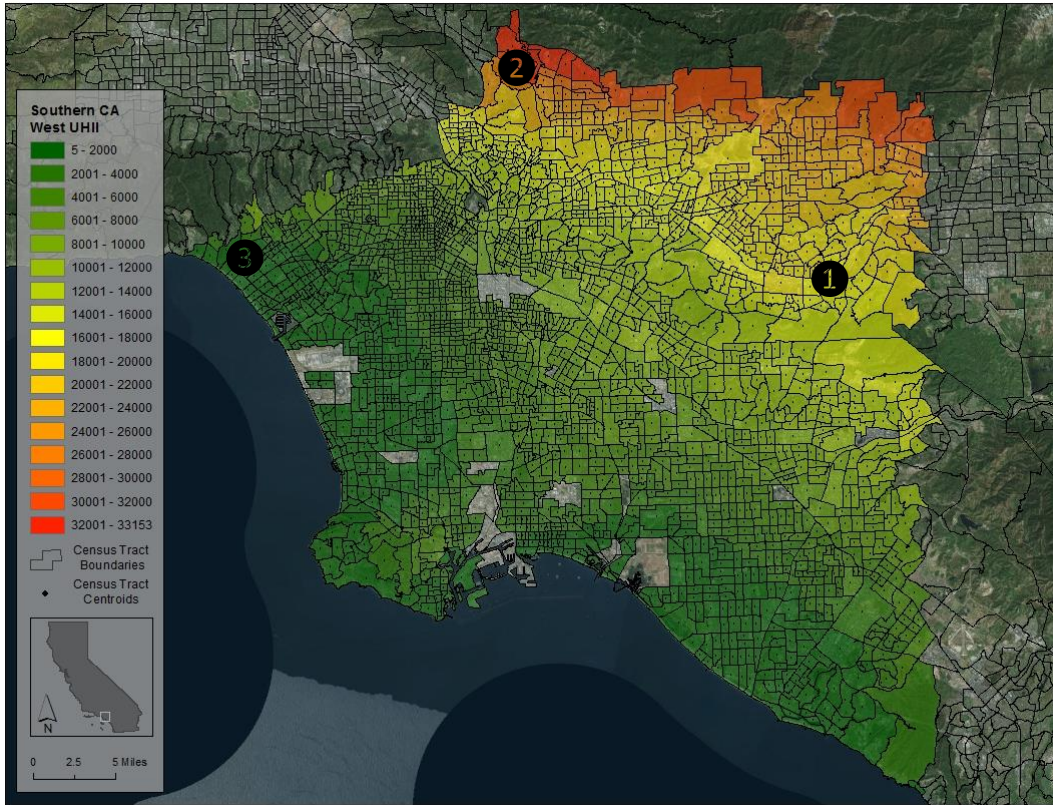 Southern CA
West UHII
5 - 2000
2001 - 4000
4001 - 6000
6001 - 8000
8001 - 10000
10001 - 12000
12001 - 14000
14001 - 16000
16001 - 18000
18001 - 20000
20001 - 22000
22001 - 24000
24001 - 26000
26001 - 28000
28001 - 30000
30001 - 32000
32001 - 33153
Census Tract
Boundaries
Census Tract
Centroids
N
0 2.5 5 Miles
2
3
1